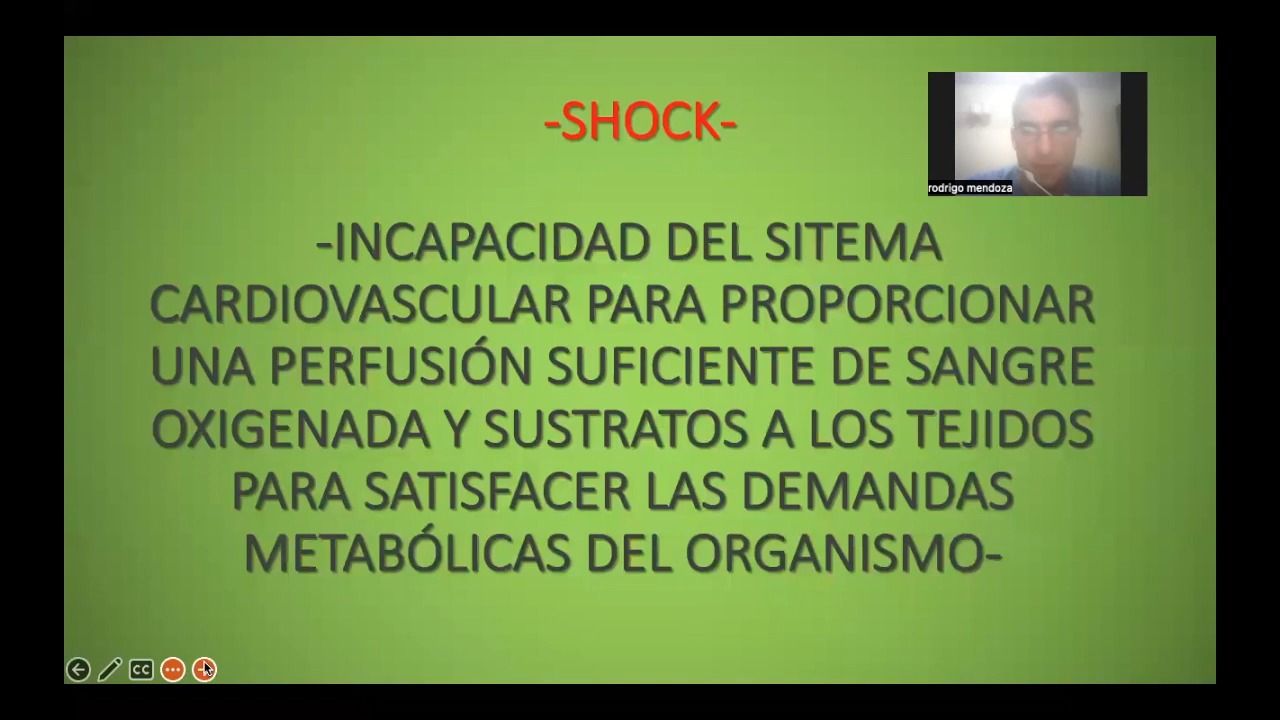 -SHOCK-
rodrigo mendoza
-INCAPACIDAD DEL SITEMA
CARDIOVASCULAR PARA PROPORCIONAR
UNA PERFUSIÓN SUFICIENTE DE SANGRE
OXIGENADA Y SUSTRATOS A LOS TEJIDOS
PARA SATISFACER LAS DEMANDAS
METABÓLICAS DEL ORGANISMO-
CC